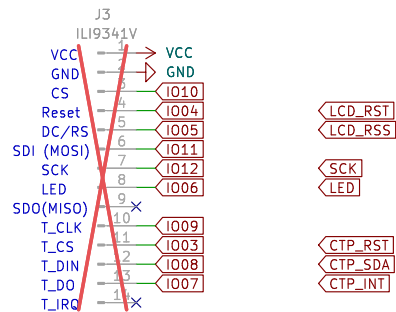 J3
ILI9341V
VCC 1 VCC
GND 2 GND
CS 3 IO10
Reset 4 IO04 LCD_RST
DC/RS 5 IO05 LCD_RSS
SDI (MOSI) 6 IO11
SCK 7 IO12 SCK
LED 8 IO06 LED
SDO(MISO) 9
T_CLK 10 IO09
T_CS 11 IO03 CTP_RST
T_DIN 12 IO08 CTP_SDA
T_DO 13 IO07 CTP_INT
T_IRQ 14